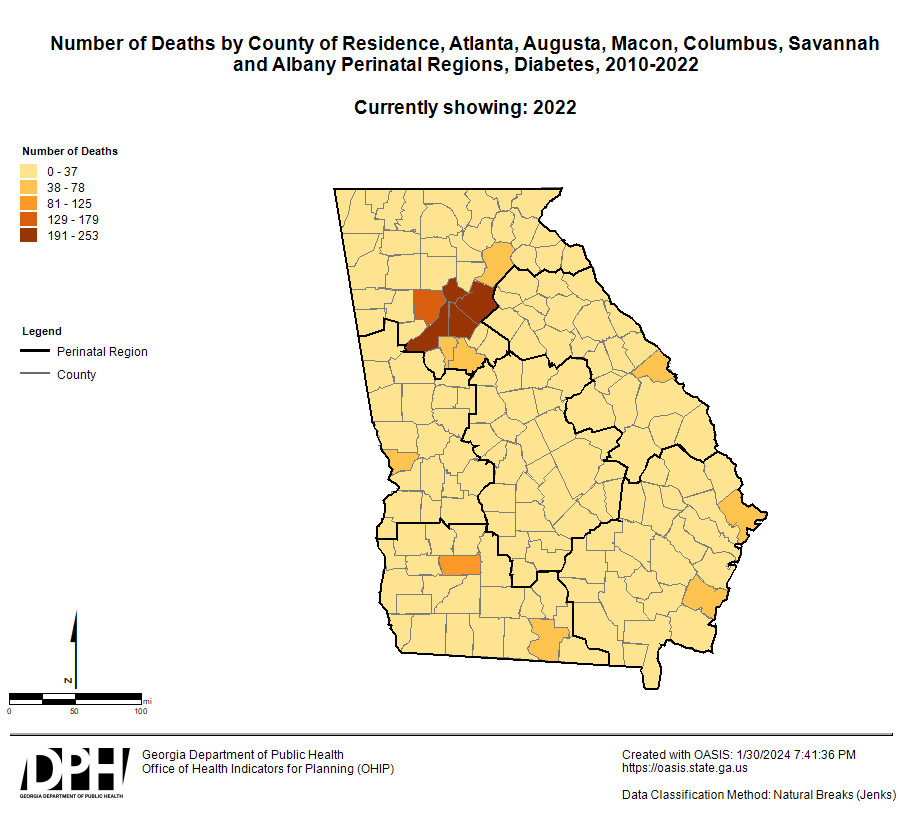 Number of Deaths by County of Residence, Atlanta, Augusta, Macon, Columbus, Savannah
and Albany Perinatal Regions, Diabetes, 2010-2022
Currently showing: 2022
Number of Deaths
0 - 37
38 - 78
81 - 125
129 - 179
191 - 253
Legend
Perinatal Region
County
N
mi
0 50 100
DPH
GEORGIA DEPARTMENT OF PUBLIC HEALTH
Georgia Department of Public Health
Office of Health Indicators for Planning (OHIP)
Created with OASIS: 1/30/2024 7:41:36 PM
https://oasis.state.ga.us
Data Classification Method: Natural Breaks (Jenks)